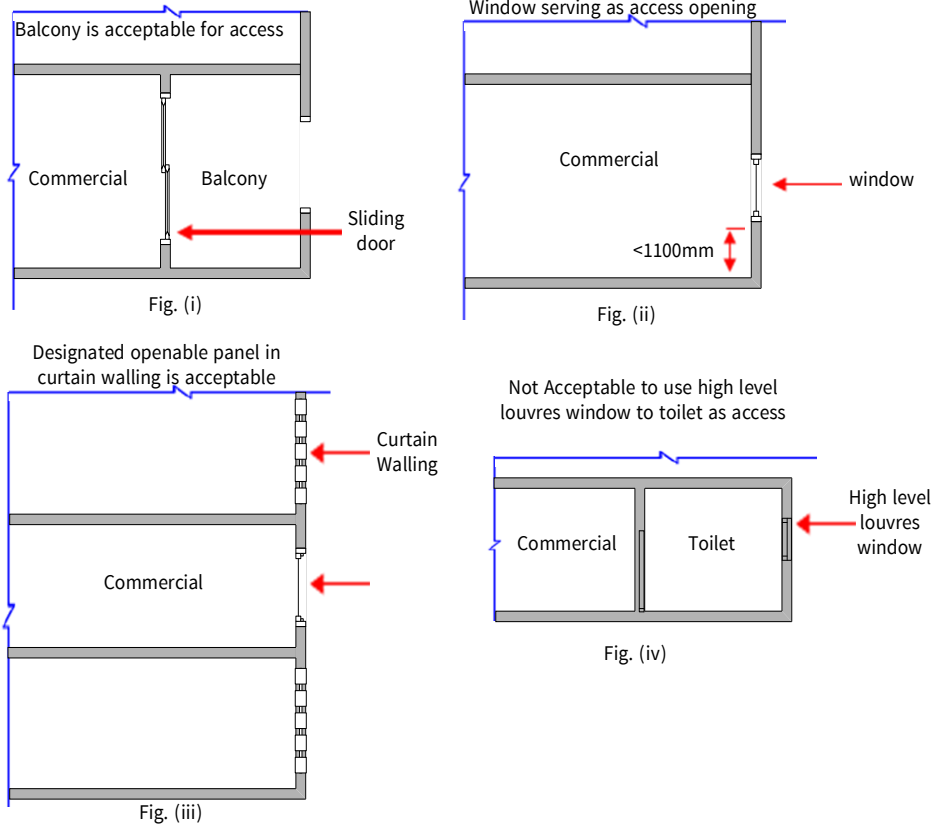 Balcony is acceptable for access
Commercial
Balcony
Sliding
door
Fig. (i)
Window serving as access opening
Commercial
window
<1100mm
Fig. (ii)
Designated openable panel in
curtain walling is acceptable
Curtain
Walling
Commercial
Fig. (iii)
Not Acceptable to use high level
louvres window to toilet as access
Commercial
Toilet
High level
louvres
window
Fig. (iv)